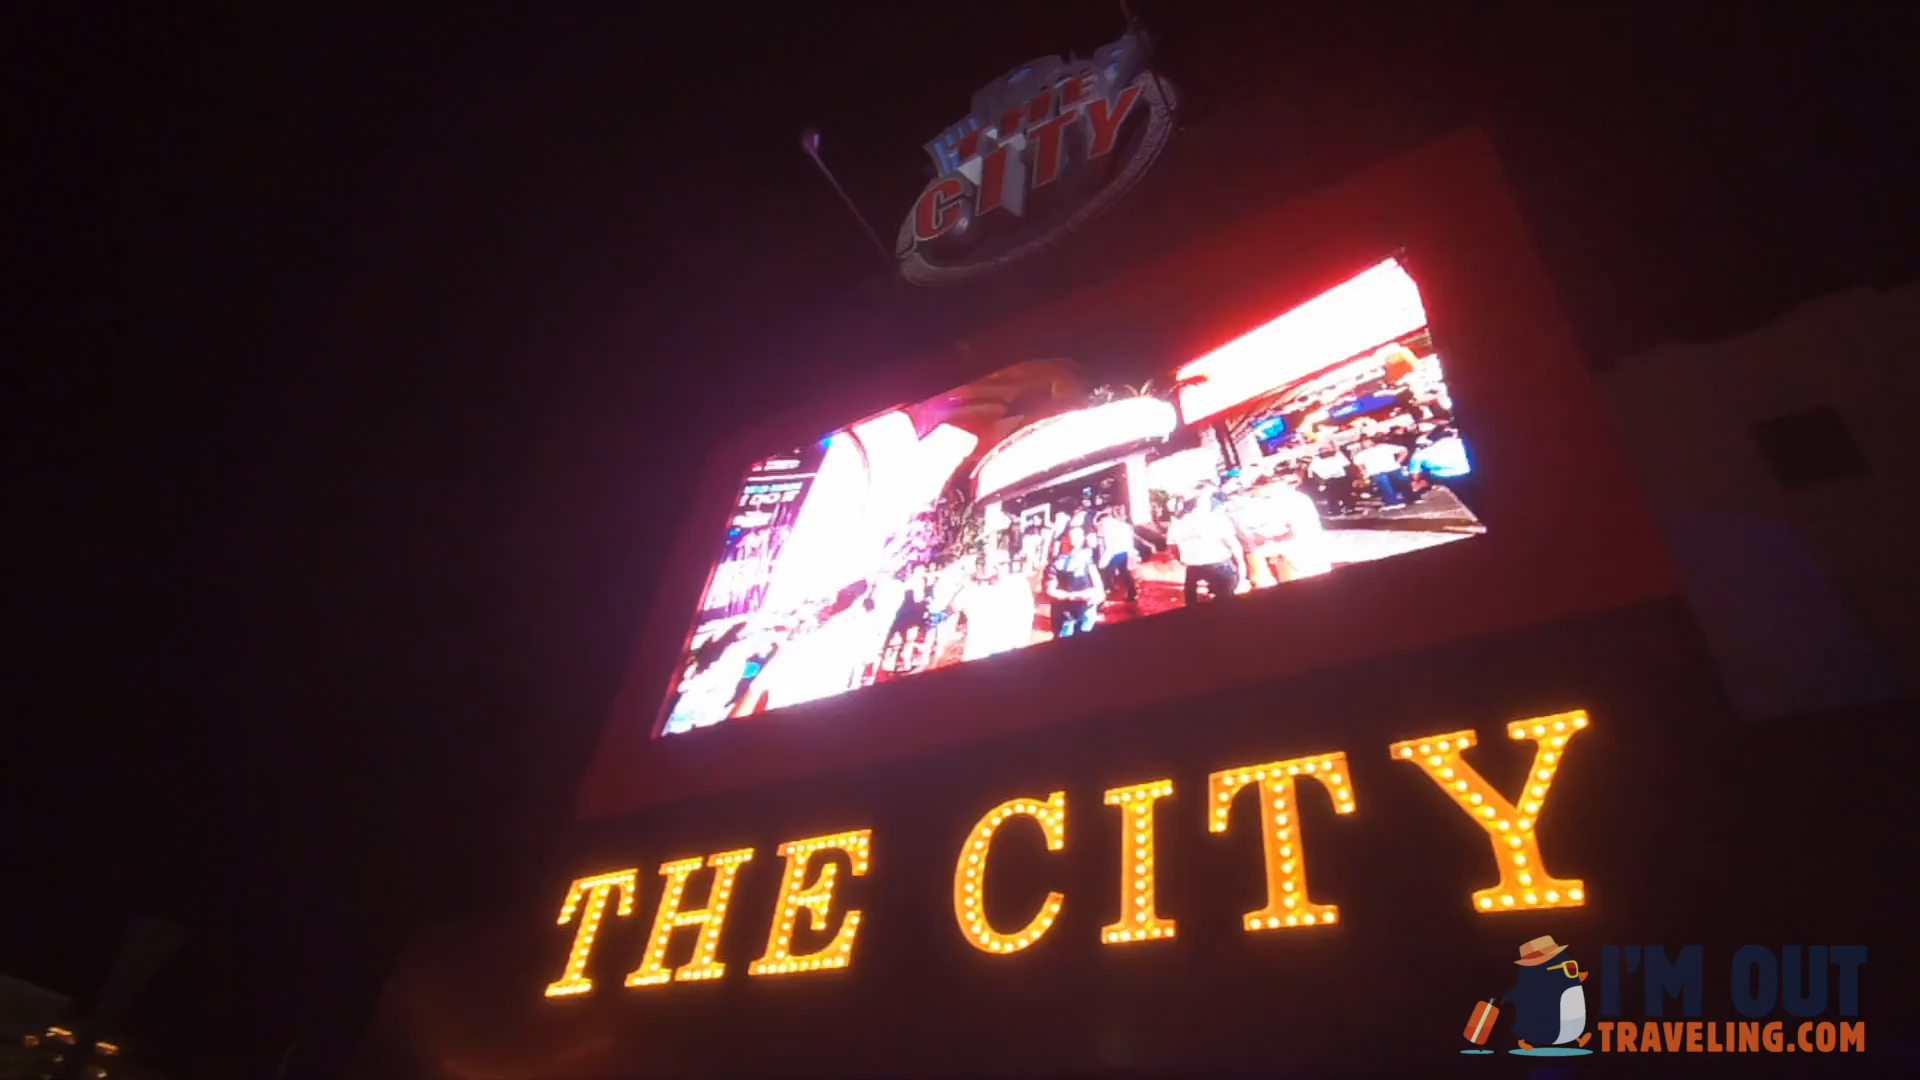 THE
CITY
THE CITY
I'M OUT
TRAVELING.COM